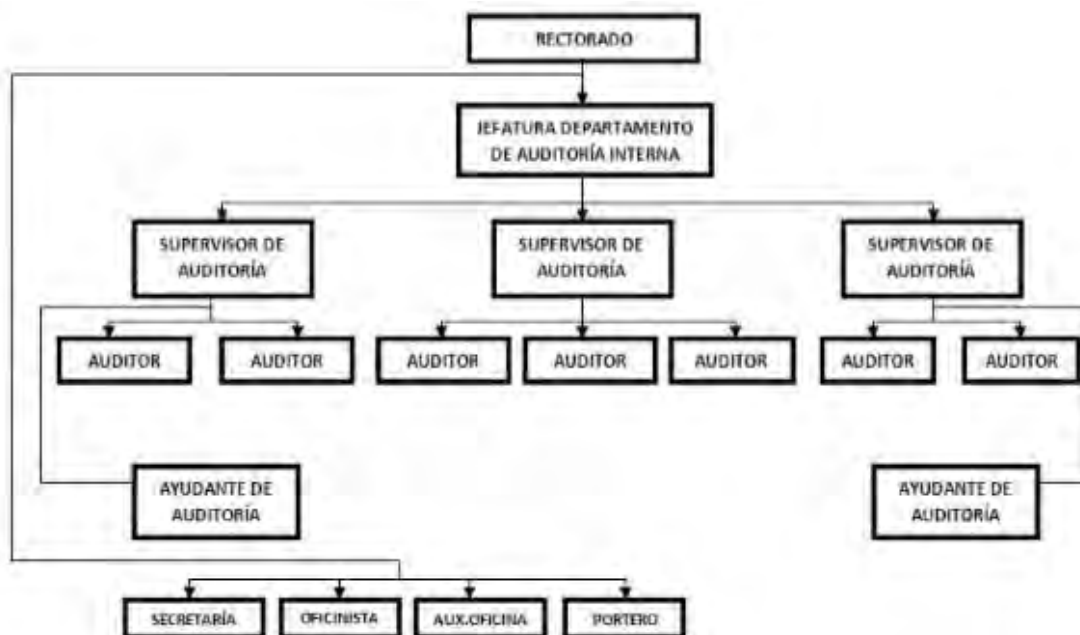 RECTORADO
JEFATURA DEPARTAMENTO
DE AUDITORÍA INTERNA
SUPERVISOR DE
AUDITORÍA
SUPERVISOR DE
AUDITORÍA
SUPERVISOR DE
AUDITORÍA
AUDITOR
AUDITOR
AUDITOR
AUDITOR
AUDITOR
AUDITOR
AUDITOR
AYUDANTE DE
AUDITORÍA
AYUDANTE DE
AUDITORÍA
SECRETARÍA
OFICINISTA
AUX.OFICINA
PORTERO